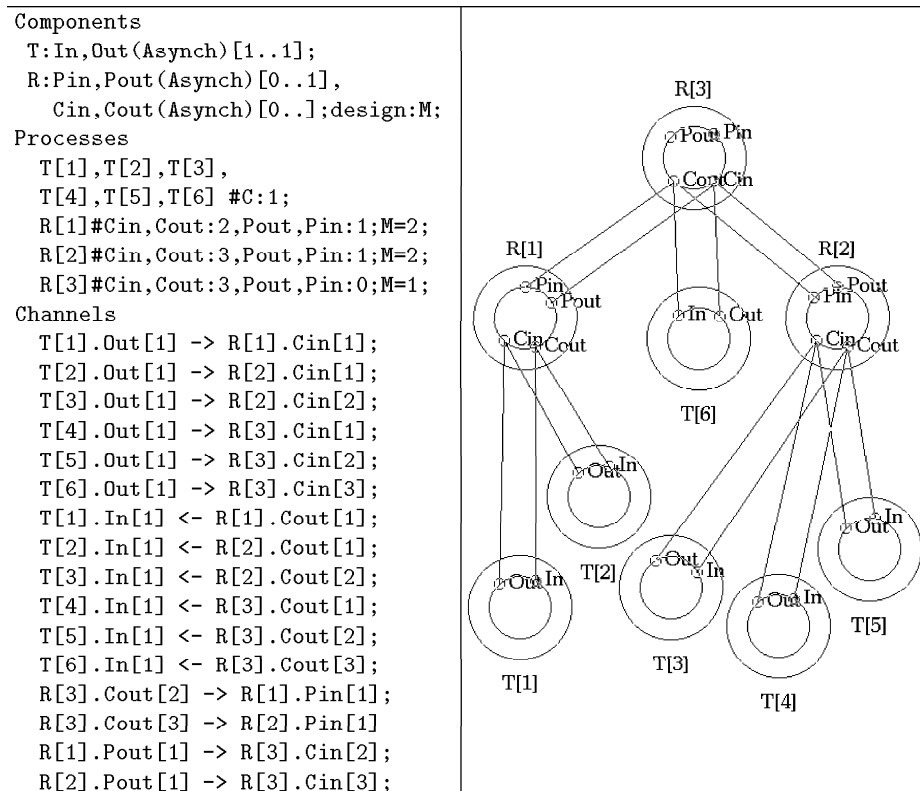 Components
T:In,Out(Asynch)[1..1];
R:Pin,Pout(Asynch)[0..1],
Cin,Cout(Asynch)[0..];design:M;
Processes
T[1],T[2],T[3],
T[4],T[5],T[6] #C:1;
R[1]#Cin,Cout:2,Pout,Pin:1;M=2;
R[2]#Cin,Cout:3,Pout,Pin:1;M=2;
R[3]#Cin,Cout:3,Pout,Pin:0;M=1;
Channels
T[1].Out[1] -> R[1].Cin[1];
T[2].Out[1] -> R[2].Cin[1];
T[3].Out[1] -> R[2].Cin[2];
T[4].Out[1] -> R[3].Cin[1];
T[5].Out[1] -> R[3].Cin[2];
T[6].Out[1] -> R[3].Cin[3];
T[1].In[1] <- R[1].Cout[1];
T[2].In[1] <- R[2].Cout[1];
T[3].In[1] <- R[2].Cout[2];
T[4].In[1] <- R[3].Cout[1];
T[5].In[1] <- R[3].Cout[2];
T[6].In[1] <- R[3].Cout[3];
R[3].Cout[2] -> R[1].Pin[1];
R[3].Cout[3] -> R[2].Pin[1]
R[1].Pout[1] -> R[3].Cin[2];
R[2].Pout[1] -> R[3].Cin[3];
R[3]
Pout Pin
Cout Cin
R[1]
Pin
Pout
Cin Cout
R[2]
Pout
Pin
Cin Cout
In Out
T[6]
Out In
T[2]
Out In
T[1]
Out In
T[3]
Out In
T[4]
Out In
T[5]